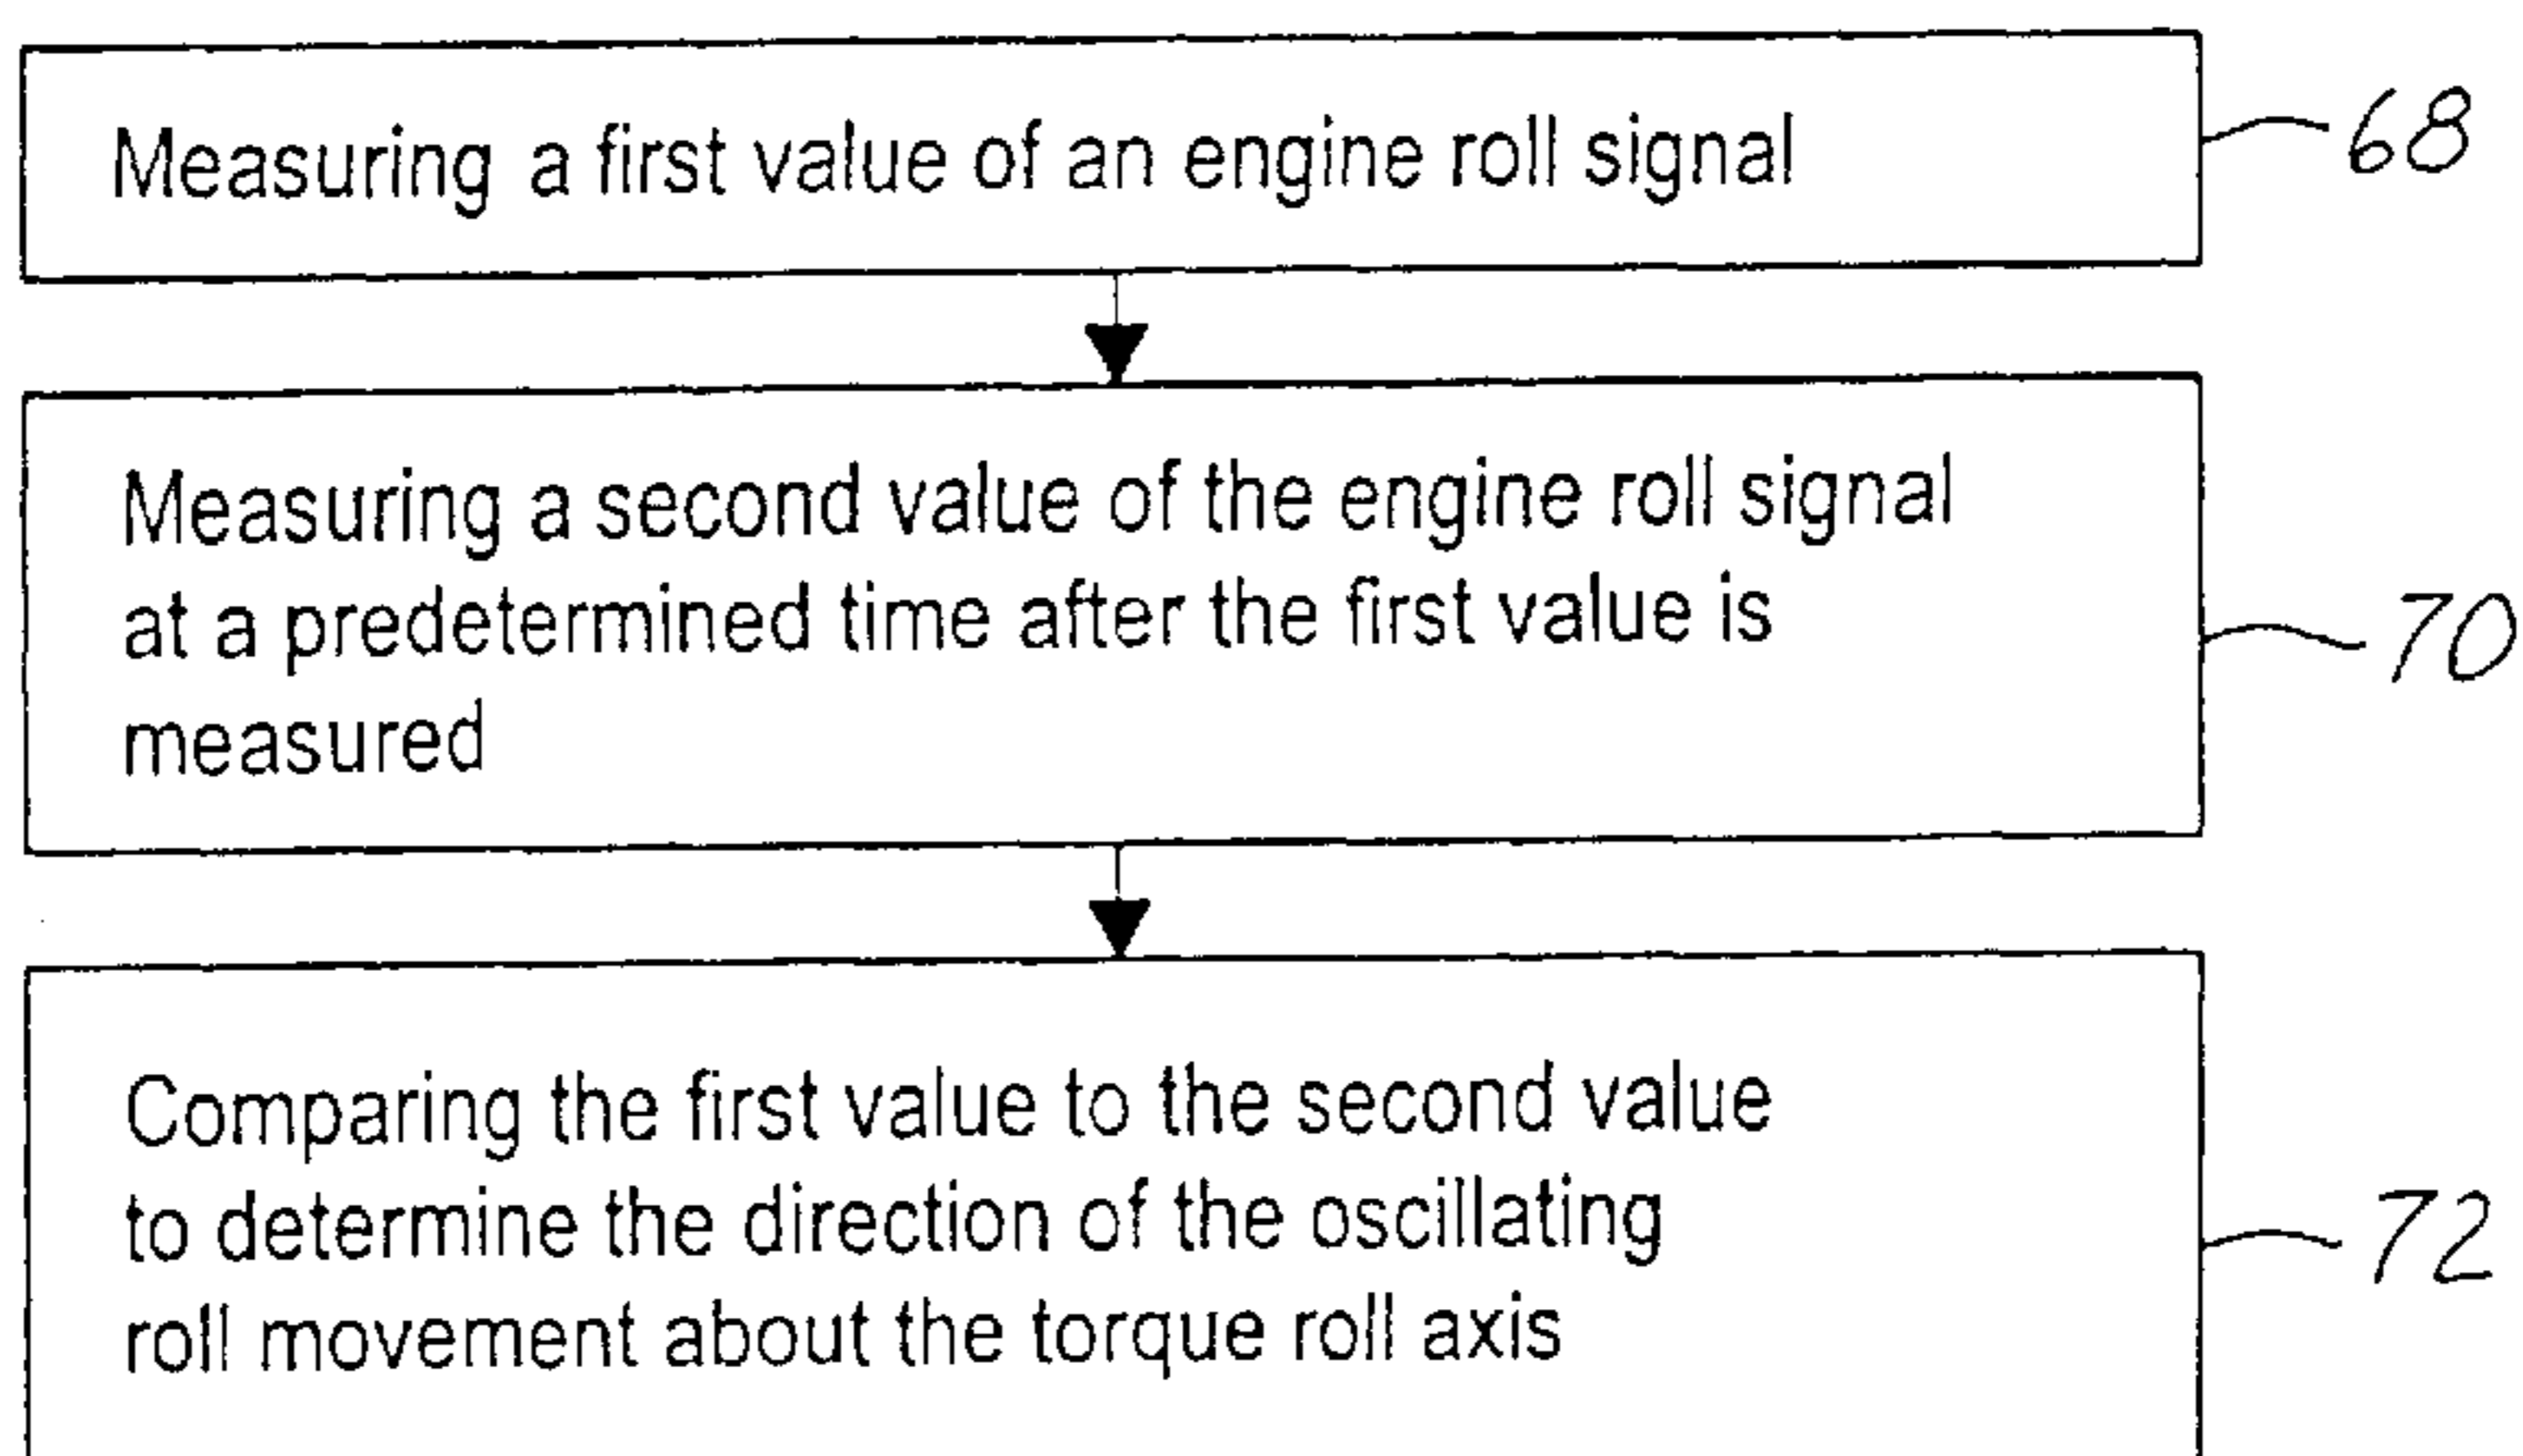 Measuring a first value of an engine roll signal
68
Measuring a second value of the engine roll signal
at a predetermined time after the first value is
measured
70
Comparing the first value to the second value
to determine the direction of the oscillating
roll movement about the torque roll axis
72